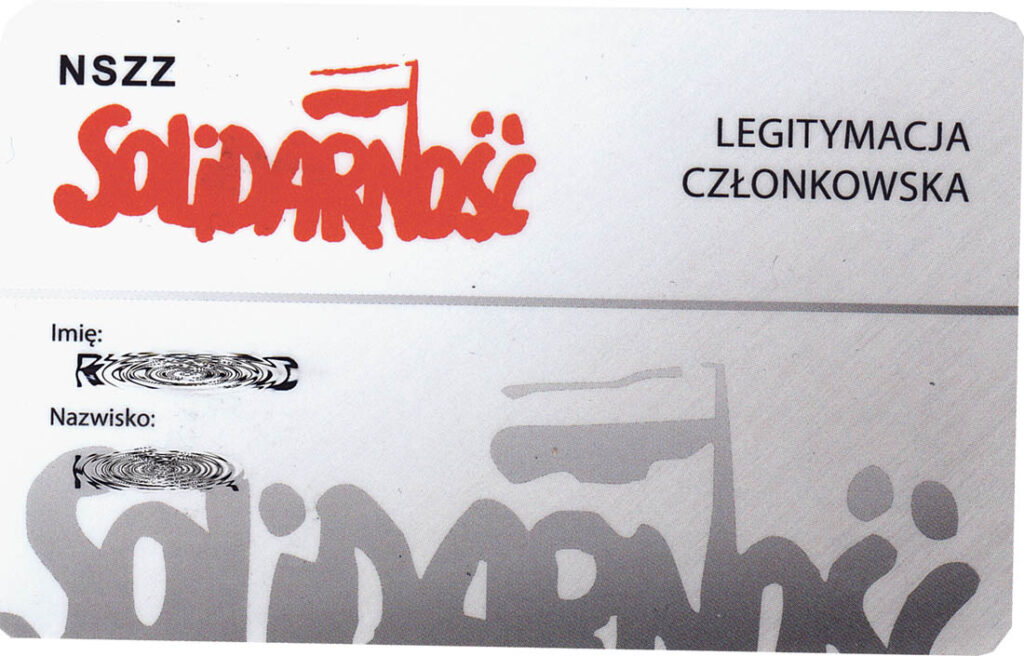 NSZZ
SOLiDARNOŚĆ
LEGITYMACJA
CZŁONKOWSKA
Imię:
Nazwisko:
SOLiDARNOŚĆ